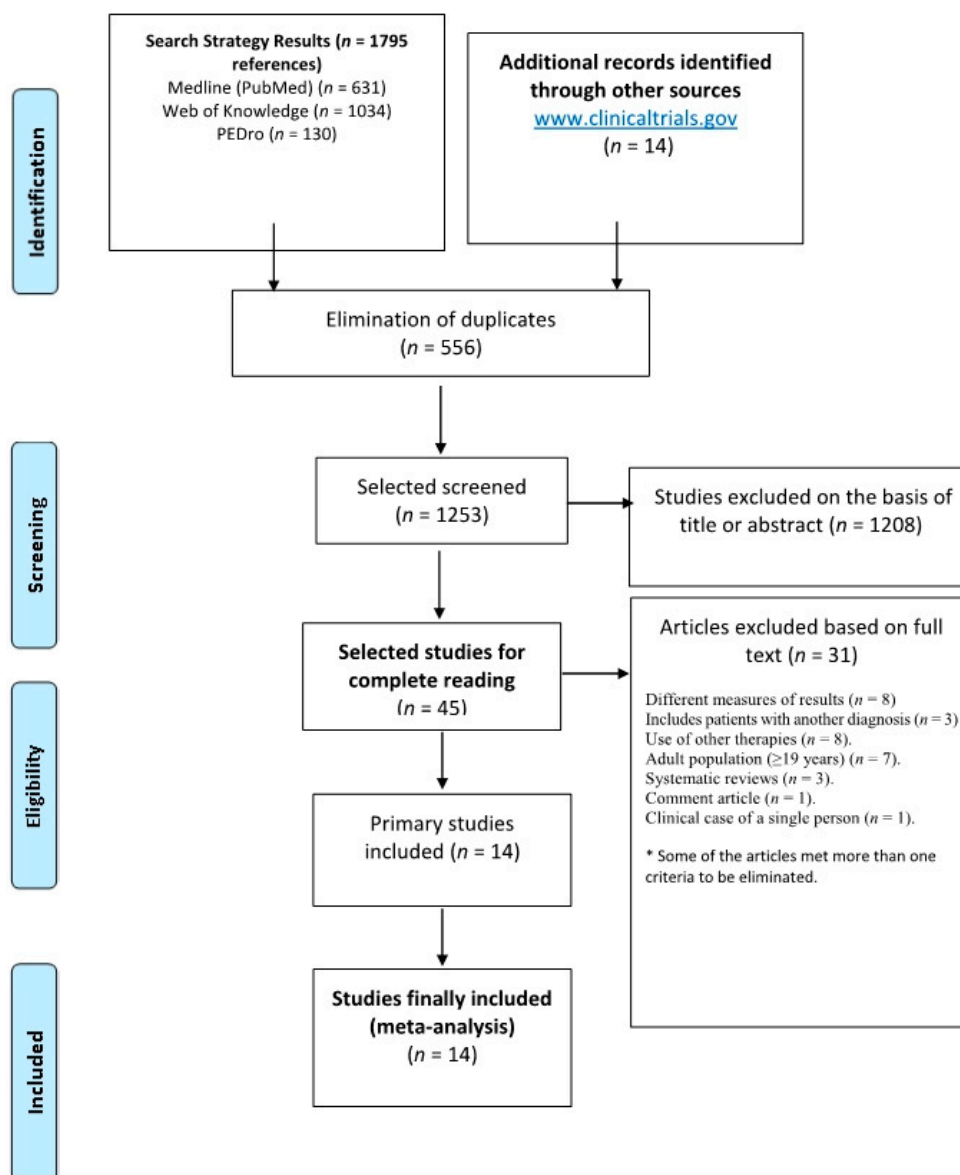 Identification
Search Strategy Results (n = 1795
references)
Medline (PubMed) (n = 631)
Web of Knowledge (n = 1034)
PEDro (n = 130)
Additional records identified
through other sources
www.clinicaltrials.gov
(n = 14)
Elimination of duplicates
(n = 556)
Screening
Selected screened
(n = 1253)
Studies excluded on the basis of
title or abstract (n = 1208)
Selected studies for
complete reading
(n = 45)
Articles excluded based on full
text (n = 31)
Different measures of results (n = 8)
Includes patients with another diagnosis (n = 3)
Use of other therapies (n = 8).
Adult population (≥19 years) (n = 7).
Systematic reviews (n = 3).
Comment article (n = 1).
Clinical case of a single person (n = 1).
* Some of the articles met more than one
criteria to be eliminated.
Eligibility
Primary studies
included (n = 14)
Included
Studies finally included
(meta-analysis)
(n = 14)